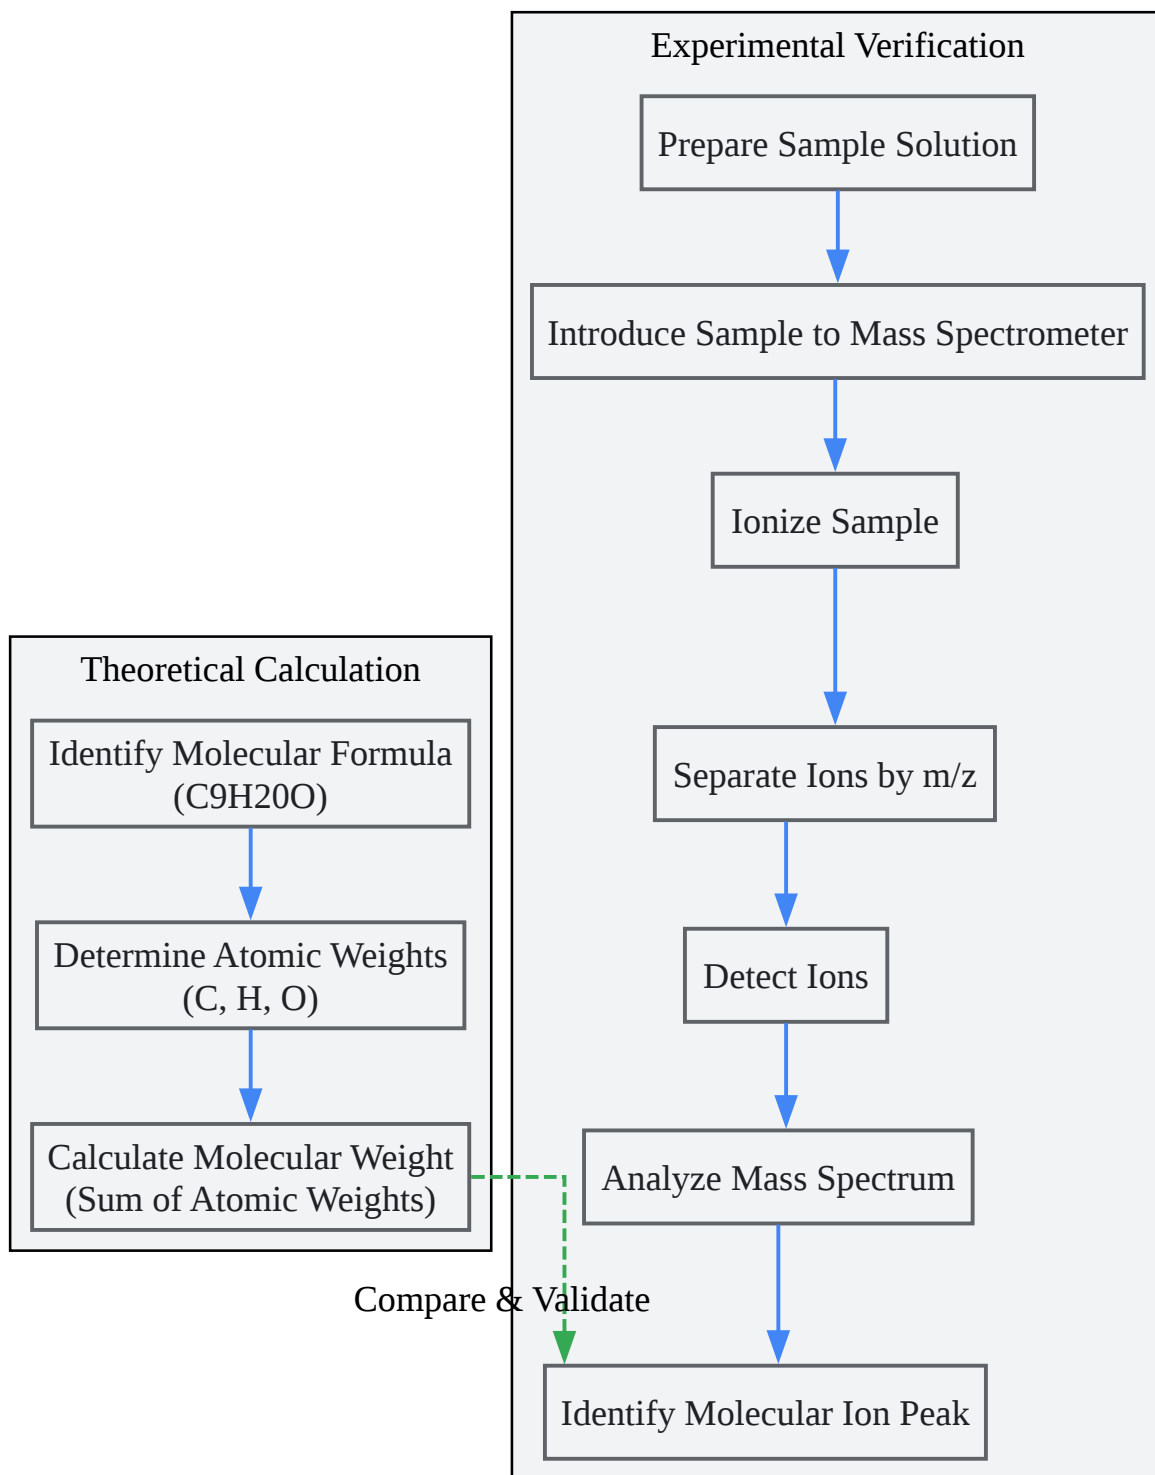 Experimental Verification
Prepare Sample Solution
Introduce Sample to Mass Spectrometer
Ionize Sample
Separate Ions by m/z
Detect Ions
Analyze Mass Spectrum
Identify Molecular Ion Peak
Theoretical Calculation
Identify Molecular Formula
(C9H20O)
Determine Atomic Weights
(C, H, O)
Calculate Molecular Weight
(Sum of Atomic Weights)
Compare & Validate